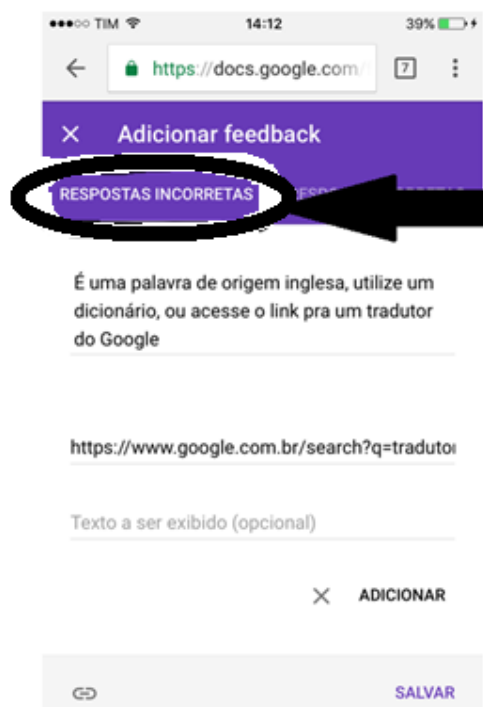 TIM 14:12 39%
https://docs.google.com/ 7
Adicionar feedback
RESPOSTAS INCORRETAS
É uma palavra de origem inglesa, utilize um
dicionário, ou acesse o link pra um tradutor
do Google
https://www.google.com.br/search?q=tradutor
Texto a ser exibido (opcional)
ADICIONAR
SALVAR